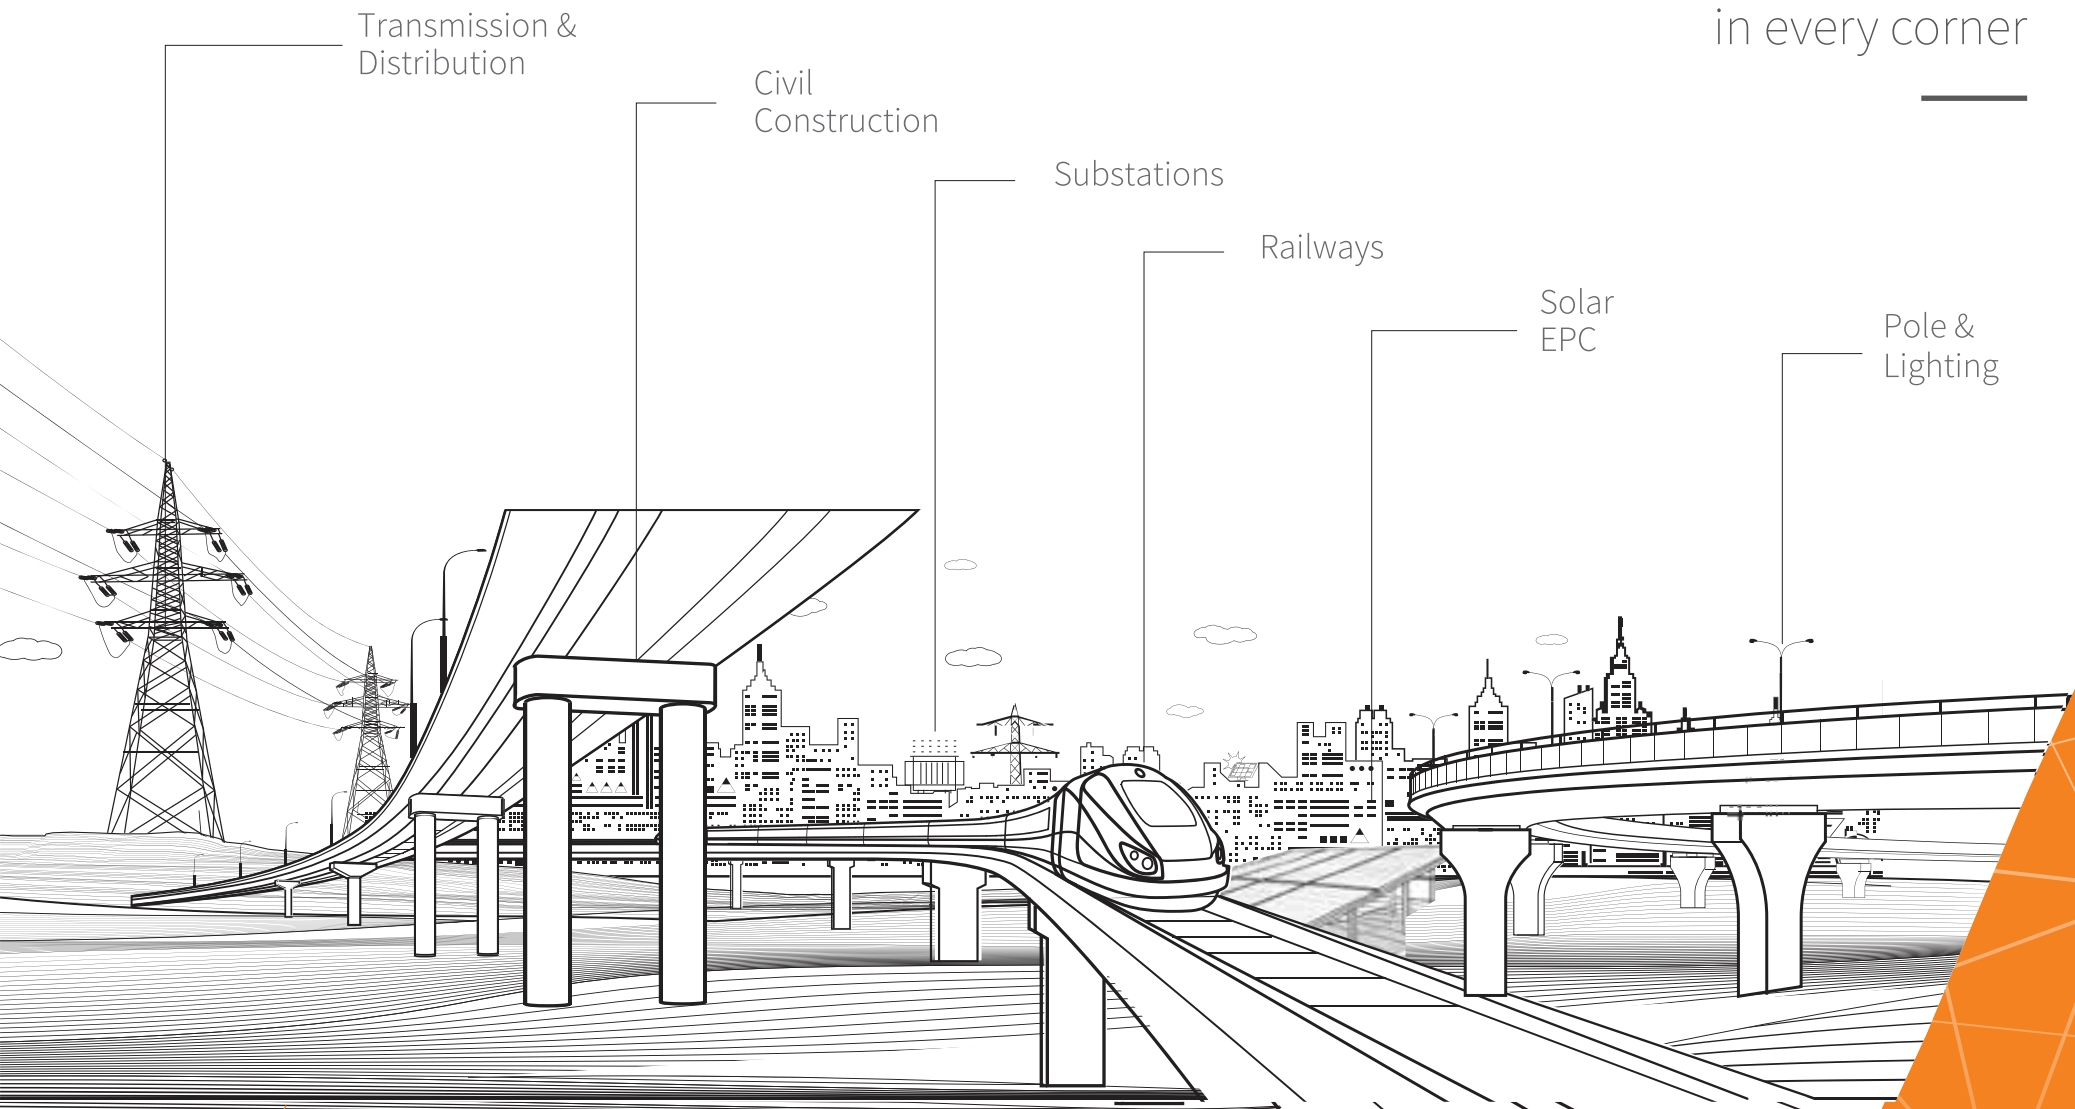 in every corner
Transmission &
Distribution
Civil
Construction
Substations
Railways
Solar
EPC
Pole &
Lighting